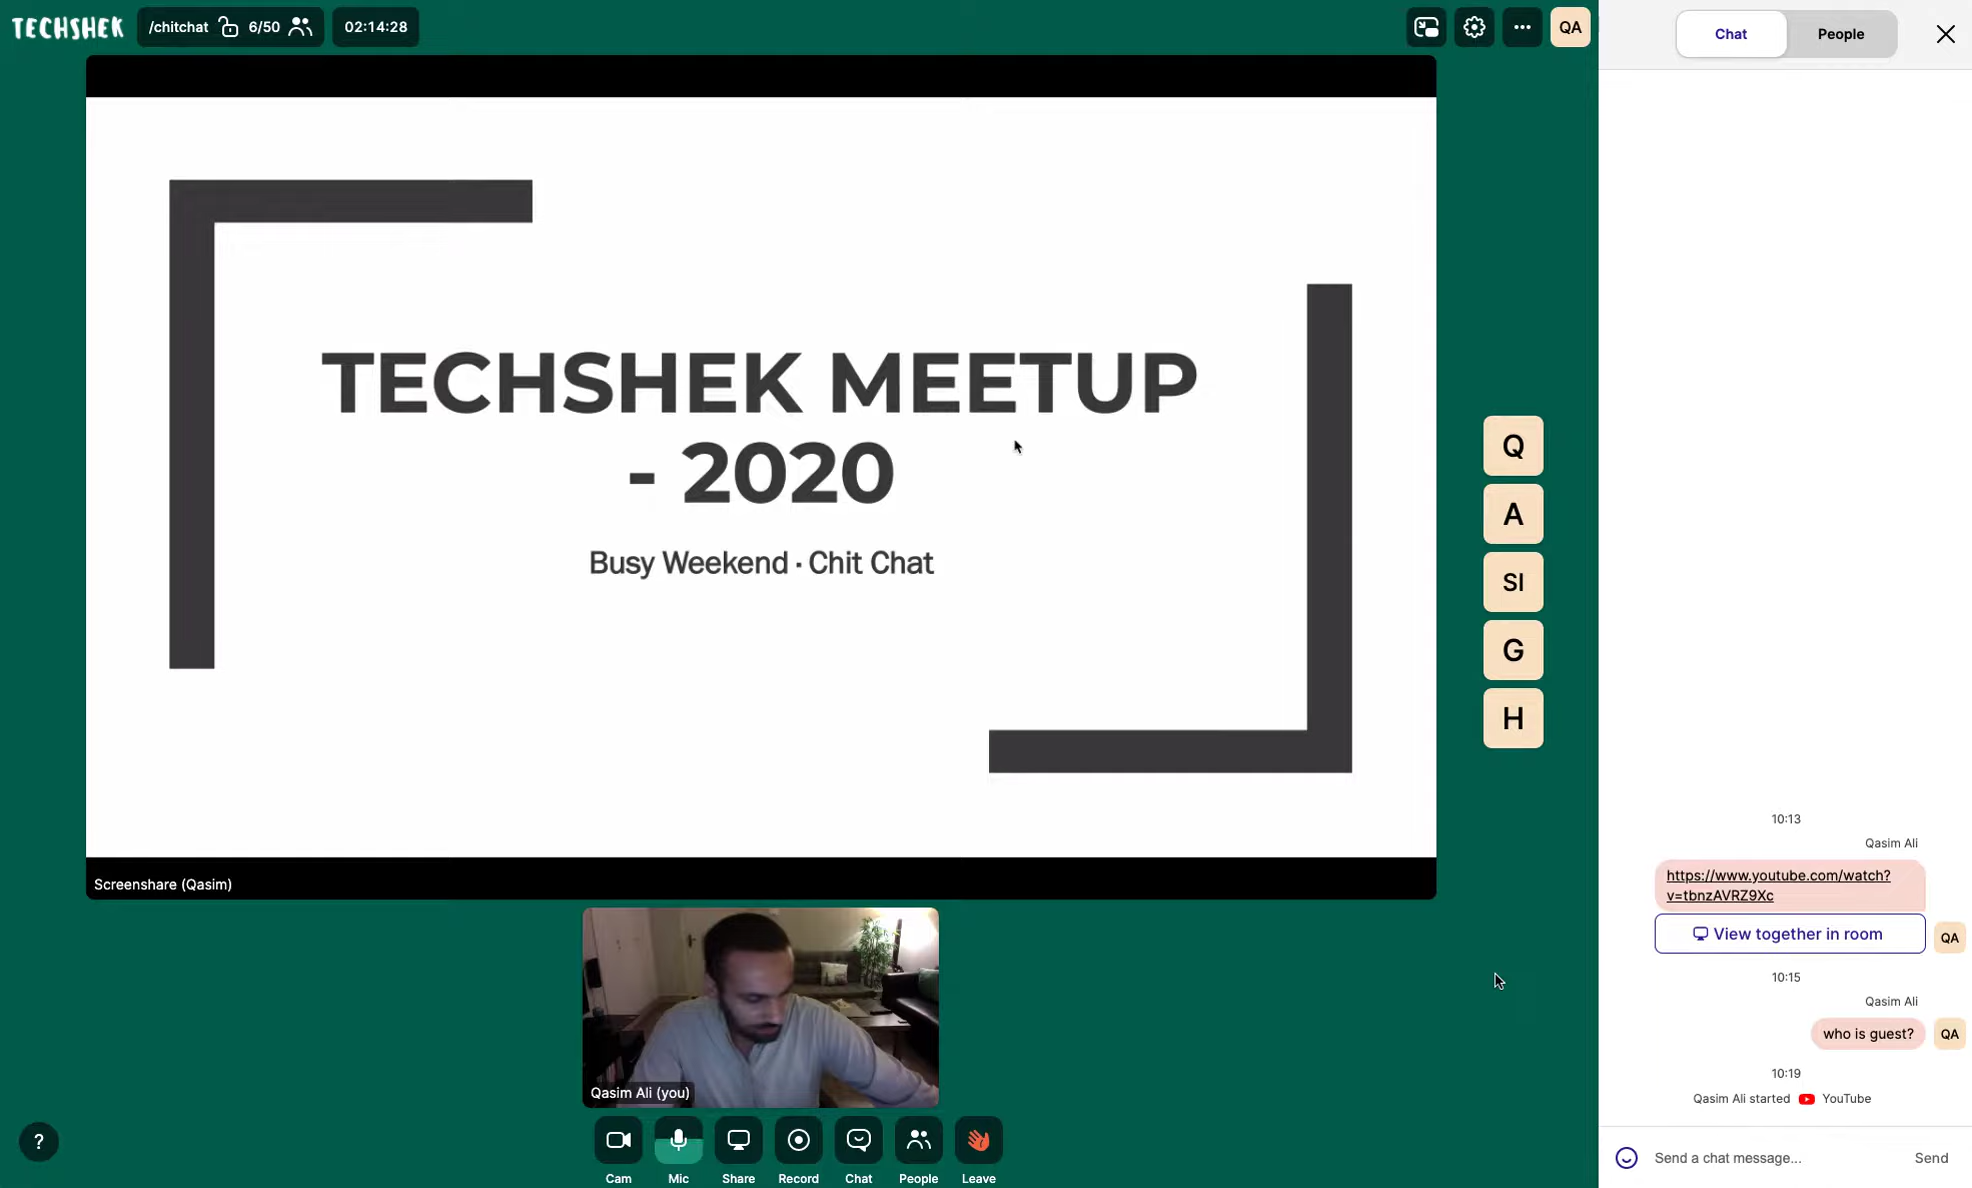 TECHSHEK
/chitchat 6/50
02:14:28
QA
Chat
People
TECHSHEK MEETUP
- 2020
Busy Weekend · Chit Chat
Q
A
SI
G
H
Screenshare (Qasim)
Qasim Ali (you)
10:13
Qasim Ali
https://www.youtube.com/watch?
v=tbnzAVRZ9Xc
View together in room
QA
10:15
Qasim Ali
who is guest?
QA
10:19
Qasim Ali started YouTube
?
Cam
Mic
Share
Record
Chat
People
Leave
Send a chat message...
Send